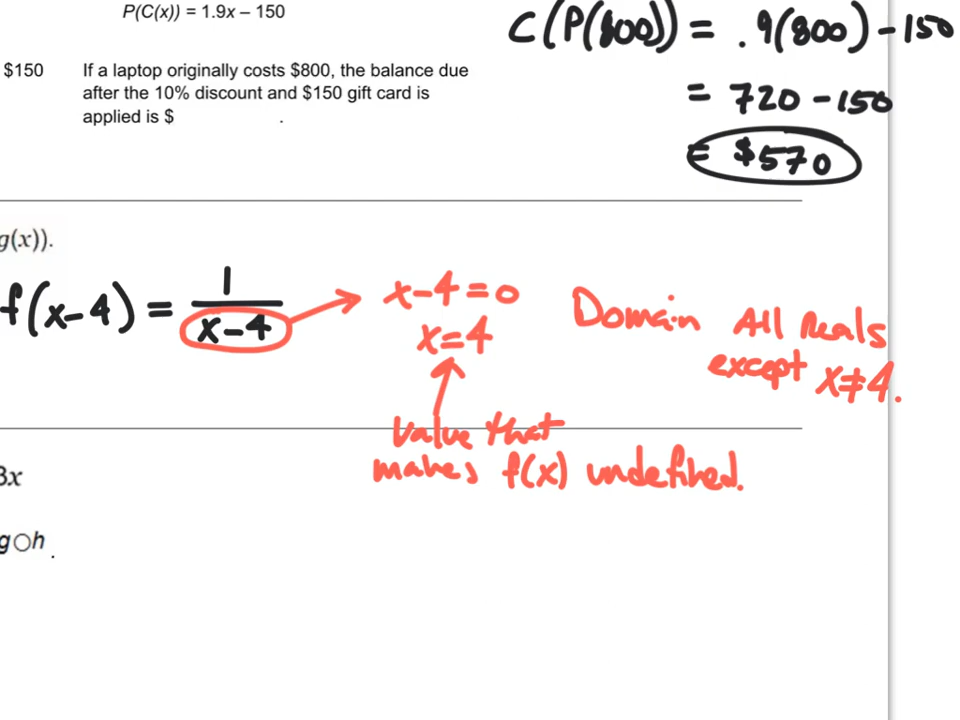 P(C(x)) = 1.9x – 150
C(P(800)) = .9(800) - 150
= 720 - 150
= $570
$150 If a laptop originally costs $800, the balance due
after the 10% discount and $150 gift card is
applied is $ .
g(x)).
f(x-4) = 1/(x-4)
x-4=0
x=4
Domain All Reals
except x≠4.
Value that
makes f(x) undefined.
3x
g○h .